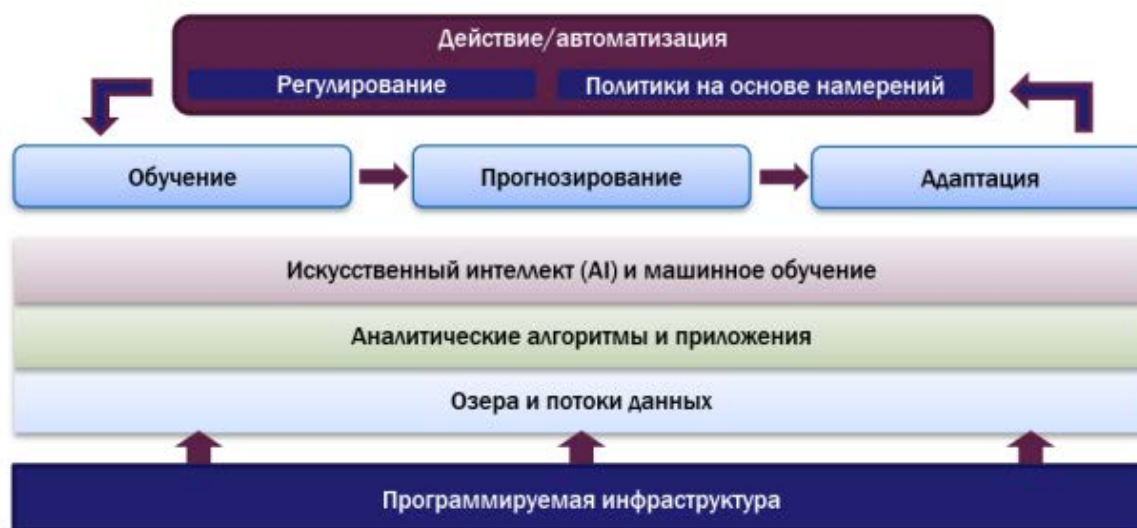 Действие/автоматизация
Регулирование
Политики на основе намерений
Обучение
Прогнозирование
Адаптация
Искусственный интеллект (AI) и машинное обучение
Аналитические алгоритмы и приложения
Озера и потоки данных
Программируемая инфраструктура